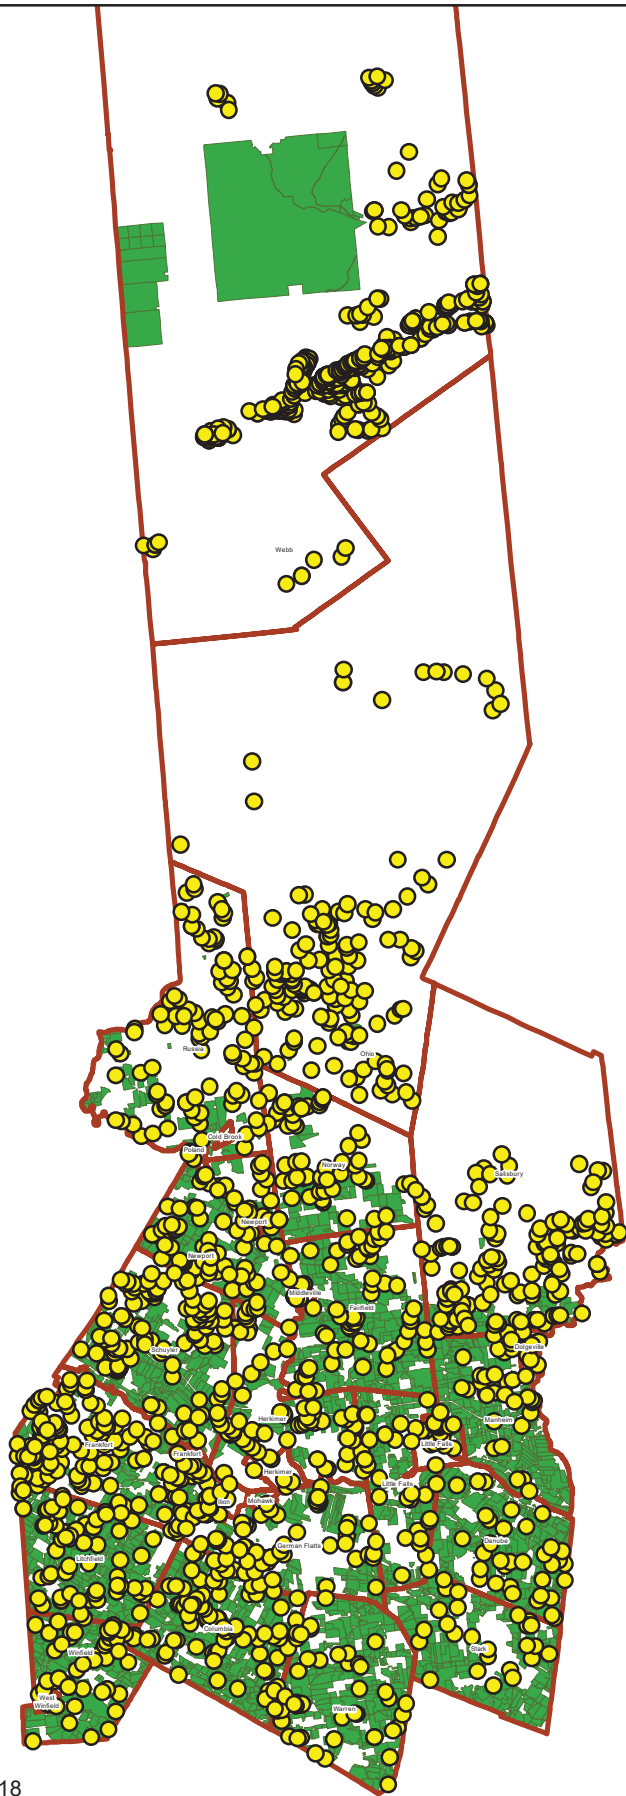 Webb
Russia
Ohio
Cold Brook
Poland
Norway
Salisbury
Newport
Newport
Middleville
Fairfield
Dolgeville
Schuyler
Herkimer
Manheim
Frankfort
Frankfort
Little Falls
Herkimer
Little Falls
Ilion
Mohawk
German Flatts
Danube
Litchfield
Columbia
Stark
Winfield
West
Winfield
Warren
18